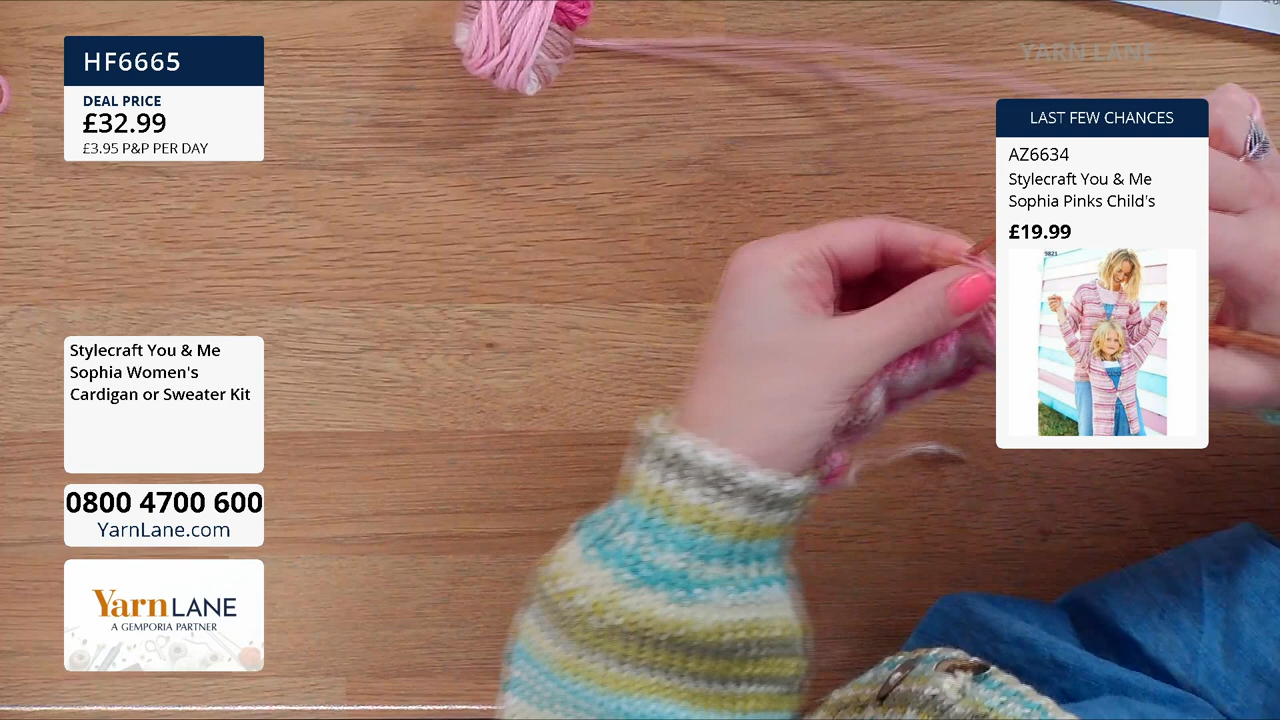 HF6665
DEAL PRICE
£32.99
£3.95 P&P PER DAY
Stylecraft You & Me
Sophia Women's
Cardigan or Sweater Kit
0800 4700 600
YarnLane.com
Yarn LANE
A GEMPORIA PARTNER
YARN LANE
LAST FEW CHANCES
AZ6634
Stylecraft You & Me
Sophia Pinks Child's
£19.99
9821